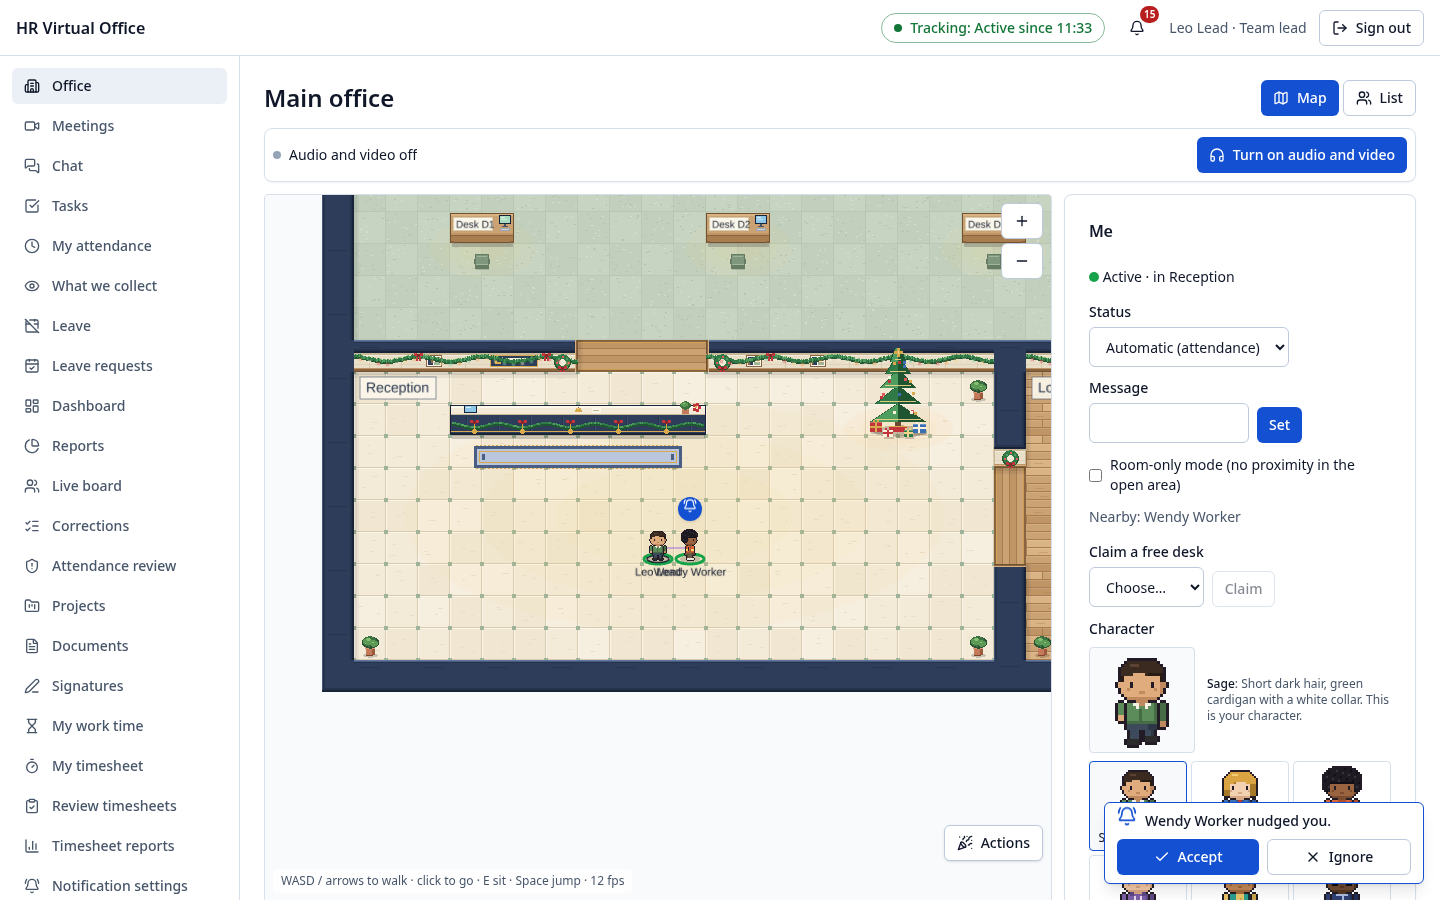 HR Virtual Office
Tracking: Active since 11:33
15
Leo Lead · Team lead
Sign out
Office
Meetings
Chat
Tasks
My attendance
What we collect
Leave
Leave requests
Dashboard
Reports
Live board
Corrections
Attendance review
Projects
Documents
Signatures
My work time
My timesheet
Review timesheets
Timesheet reports
Notification settings
Main office
Map
List
Audio and video off
Turn on audio and video
Desk D1
Desk D2
Desk D
+
−
Reception
Lo
Wendy Worker
WASD / arrows to walk · click to go · E sit · Space jump · 12 fps
Actions
Me
Active · in Reception
Status
Automatic (attendance)
Message
Set
Room-only mode (no proximity in the
open area)
Nearby: Wendy Worker
Claim a free desk
Choose...
Claim
Character
Sage: Short dark hair, green
cardigan with a white collar. This
is your character.
Wendy Worker nudged you.
Accept
Ignore